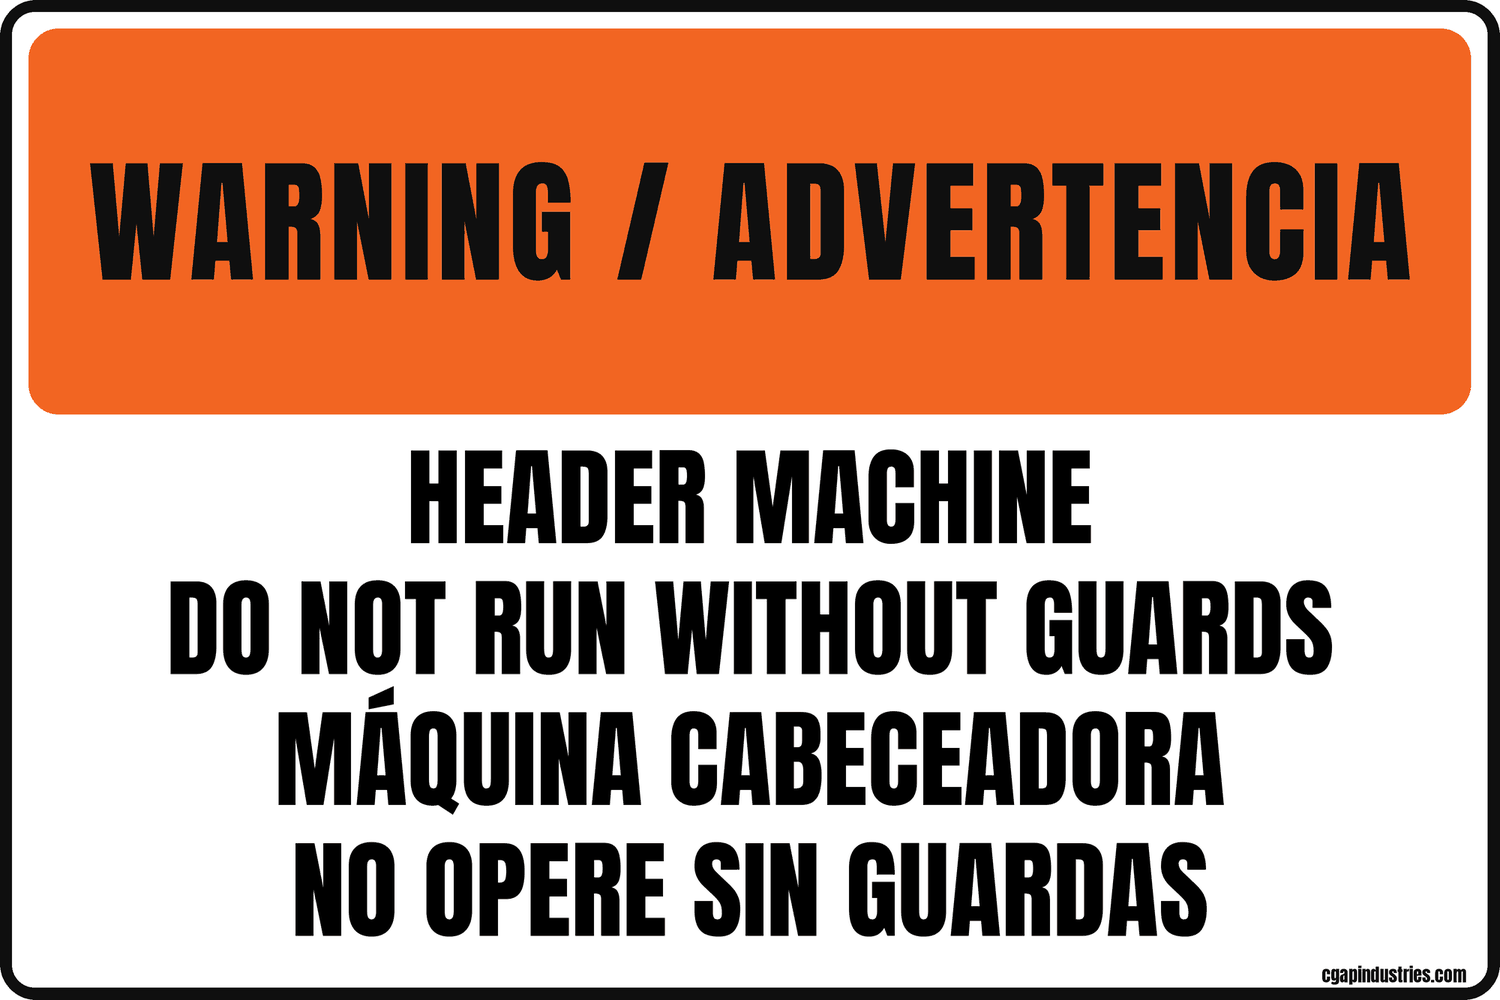 WARNING / ADVERTENCIA
HEADER MACHINE
DO NOT RUN WITHOUT GUARDS
MÁQUINA CABECEADORA
NO OPERE SIN GUARDAS
cgapindustries.com